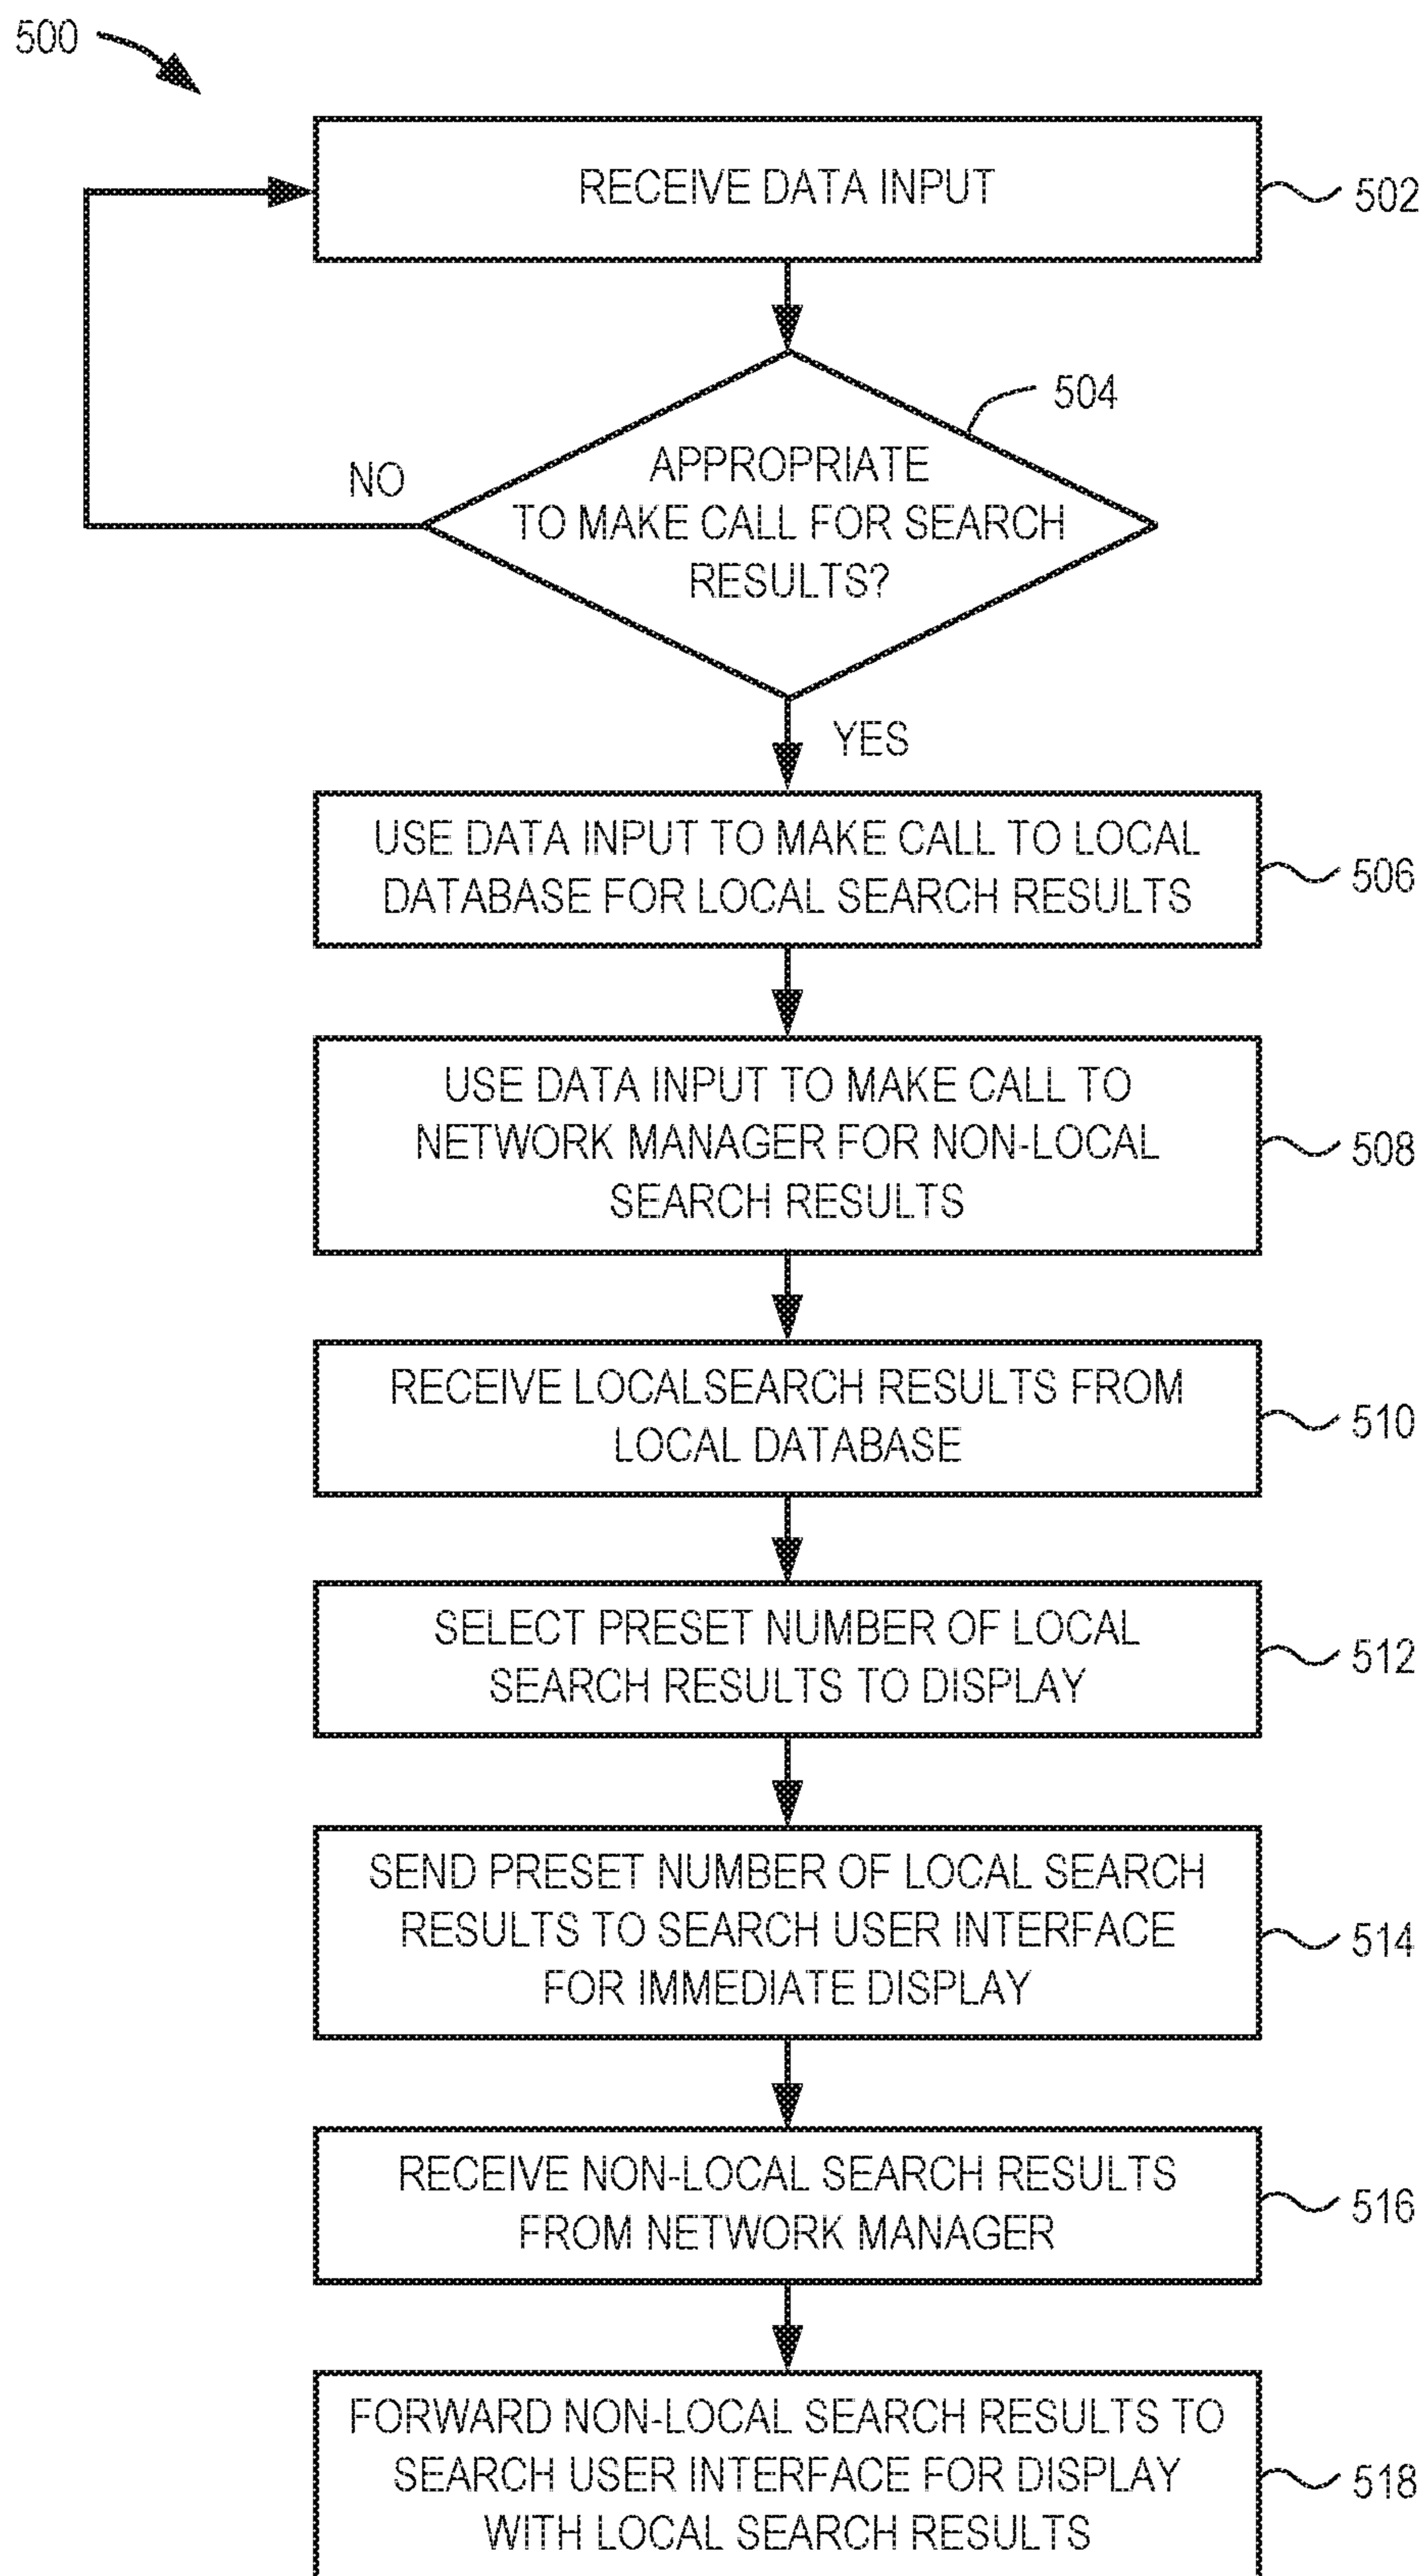 500
RECEIVE DATA INPUT
502
504
APPROPRIATE
TO MAKE CALL FOR SEARCH
RESULTS?
NO
YES
USE DATA INPUT TO MAKE CALL TO LOCAL
DATABASE FOR LOCAL SEARCH RESULTS
506
USE DATA INPUT TO MAKE CALL TO
NETWORK MANAGER FOR NON-LOCAL
SEARCH RESULTS
508
RECEIVE LOCALSEARCH RESULTS FROM
LOCAL DATABASE
510
SELECT PRESET NUMBER OF LOCAL
SEARCH RESULTS TO DISPLAY
512
SEND PRESET NUMBER OF LOCAL SEARCH
RESULTS TO SEARCH USER INTERFACE
FOR IMMEDIATE DISPLAY
514
RECEIVE NON-LOCAL SEARCH RESULTS
FROM NETWORK MANAGER
516
FORWARD NON-LOCAL SEARCH RESULTS TO
SEARCH USER INTERFACE FOR DISPLAY
WITH LOCAL SEARCH RESULTS
518